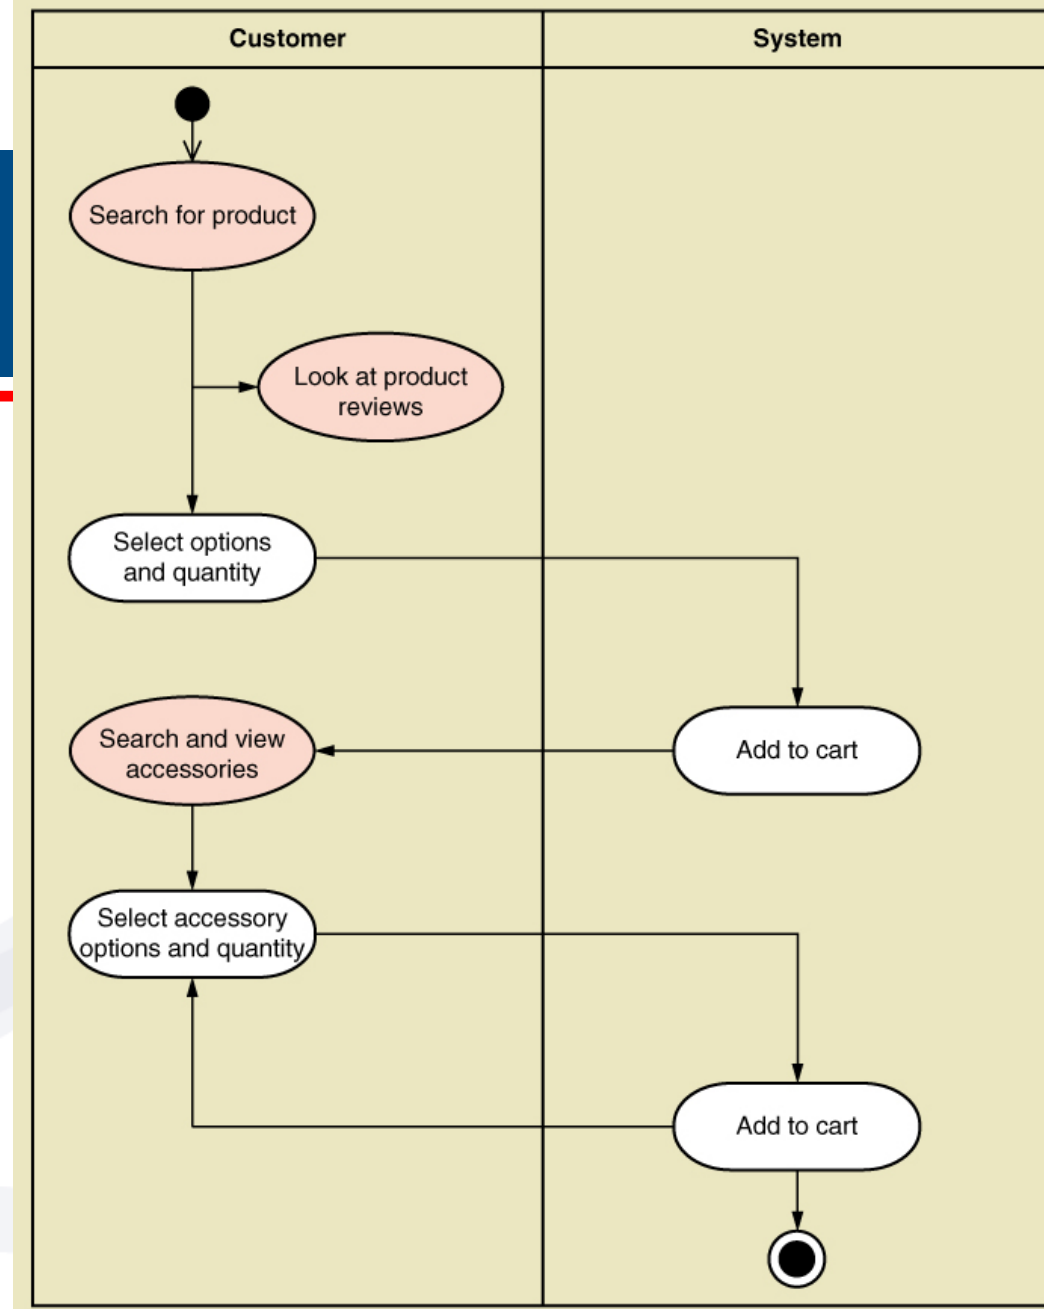 Customer
System
Search for product
Look at product
reviews
Select options
and quantity
Search and view
accessories
Add to cart
Select accessory
options and quantity
Add to cart